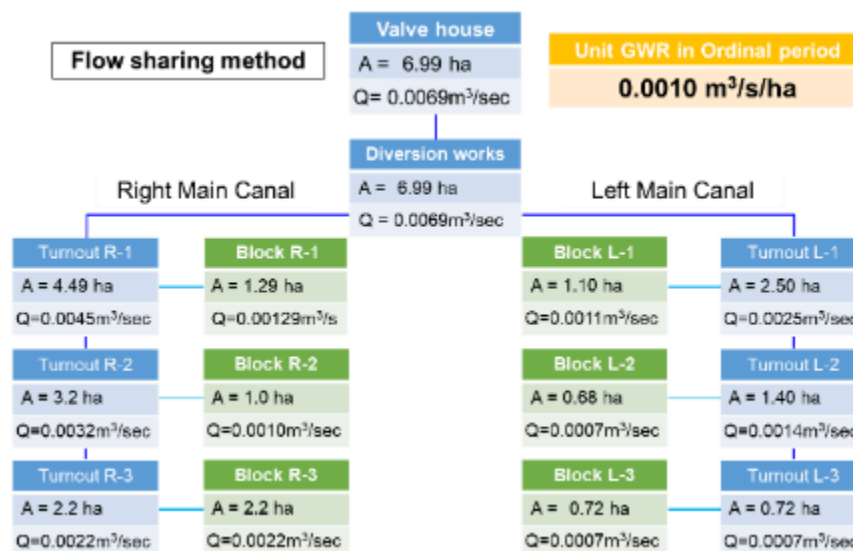 Flow sharing method
Valve house
A = 6.99 ha
Q= 0.0069m³/sec
Unit GWR in Ordinal period
0.0010 m³/s/ha
Diversion works
A = 6.99 ha
Q = 0.0069m³/sec
Right Main Canal
Left Main Canal
Turnout R-1
A = 4.49 ha
Q=0.0045m³/sec
Block R-1
A = 1.29 ha
Q=0.00129m³/s
Block L-1
A = 1.10 ha
Q=0.0011m³/sec
Turnout L-1
A = 2.50 ha
Q=0.0025m³/sec
Turnout R-2
A = 3.2 ha
Q=0.0032m³/sec
Block R-2
A = 1.0 ha
Q=0.0010m³/sec
Block L-2
A = 0.68 ha
Q=0.0007m³/sec
Turnout L-2
A = 1.40 ha
Q=0.0014m³/sec
Turnout R-3
A = 2.2 ha
Q=0.0022m³/sec
Block R-3
A = 2.2 ha
Q=0.0022m³/sec
Block L-3
A = 0.72 ha
Q=0.0007m³/sec
Turnout L-3
A = 0.72 ha
Q=0.0007m³/sec